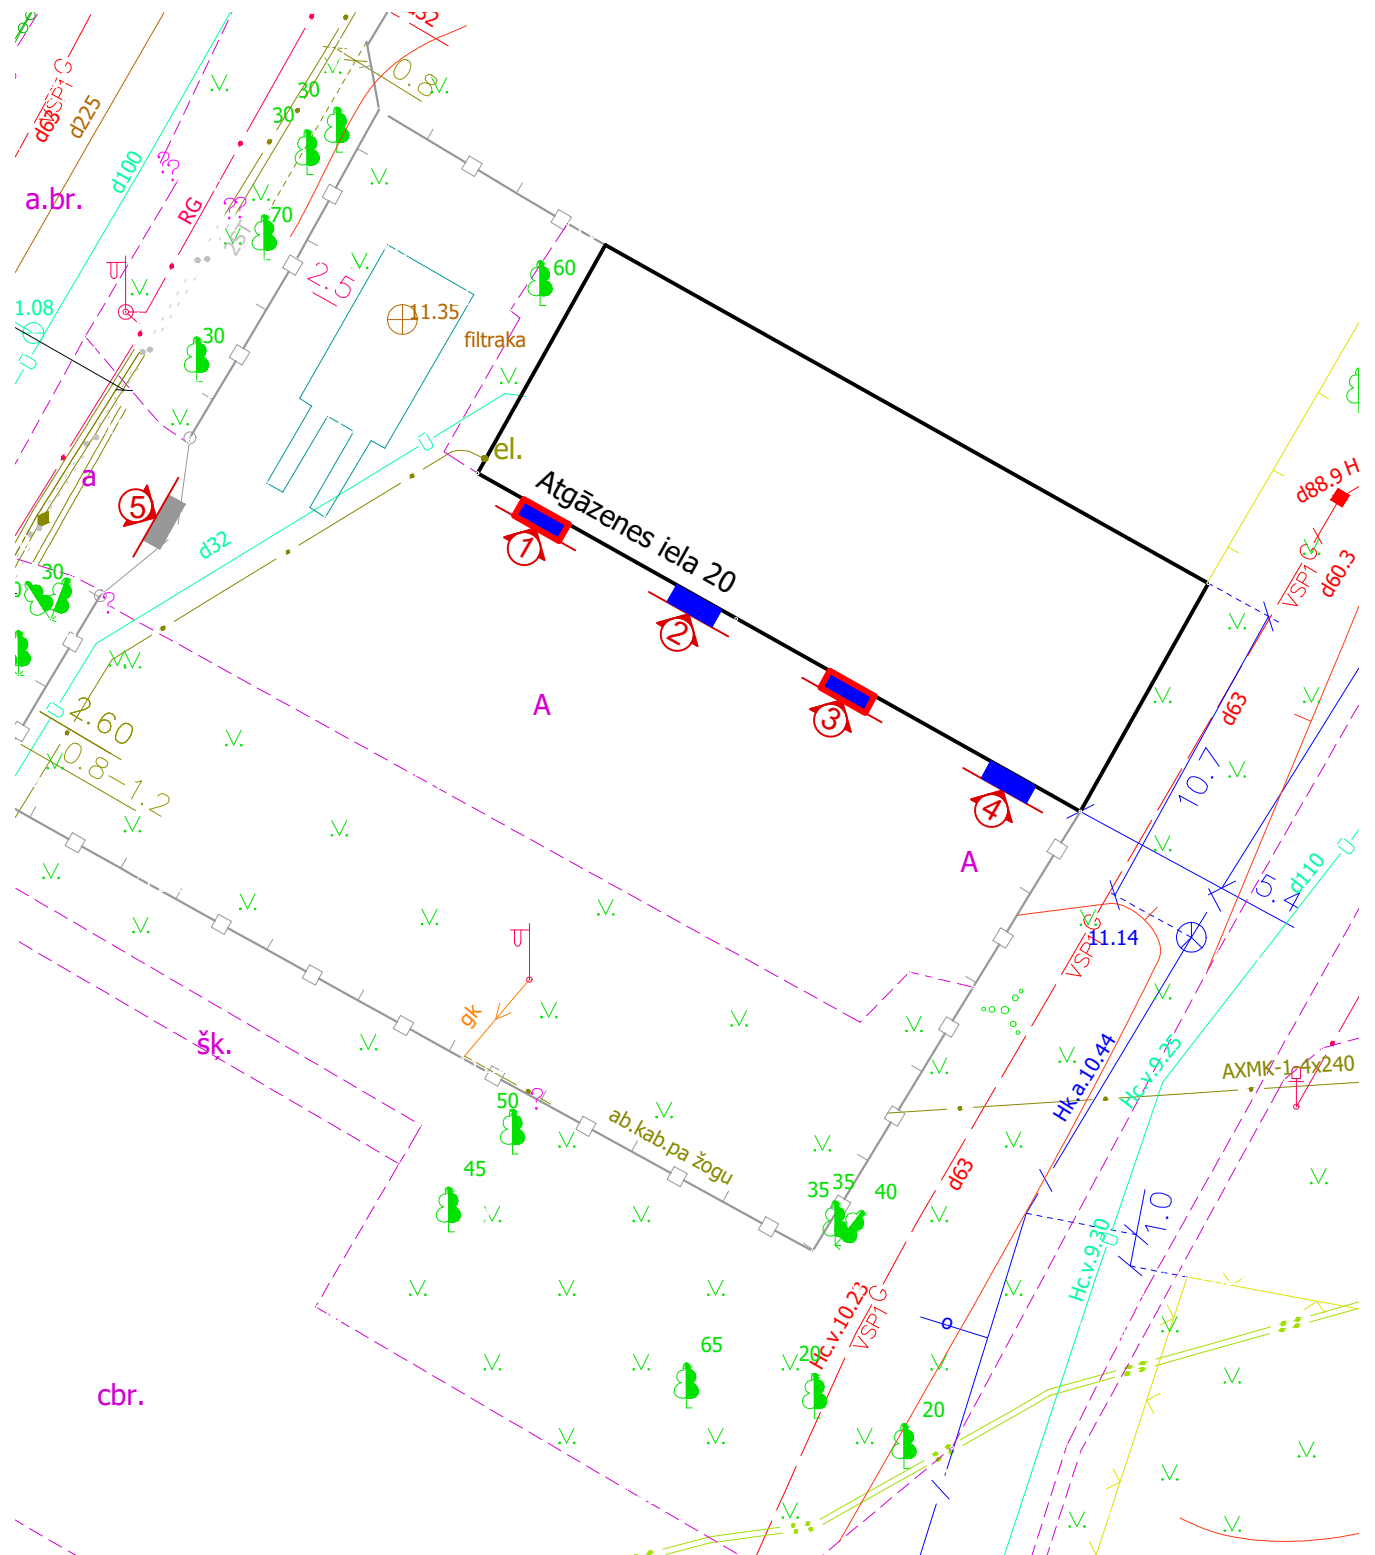 d32
VSP1 G
d63
d225
0.8
30
30
d100
??
a.br.
RG
??
70
2.5
60
1.08
11.35
30
filtraka
el.
a
5
d88.9 H
Atgāzenes iela 20
1
d32
VSP1 G
d60.3
30
?
2
A
2.60
0.8-1.2
3
d63
10.7
4
A
5.4
d110
11.14
VSP1 G
gk
šk.
Hk.a.10.44
Hc.v.9.25
AXMK-1 4x240
?
50
ab.kab.pa žogu
45
d63
35
35
40
1.0
Hc.v.9.30
Hc.v.10.23
VSP1 G
o
65
20
cbr.
20